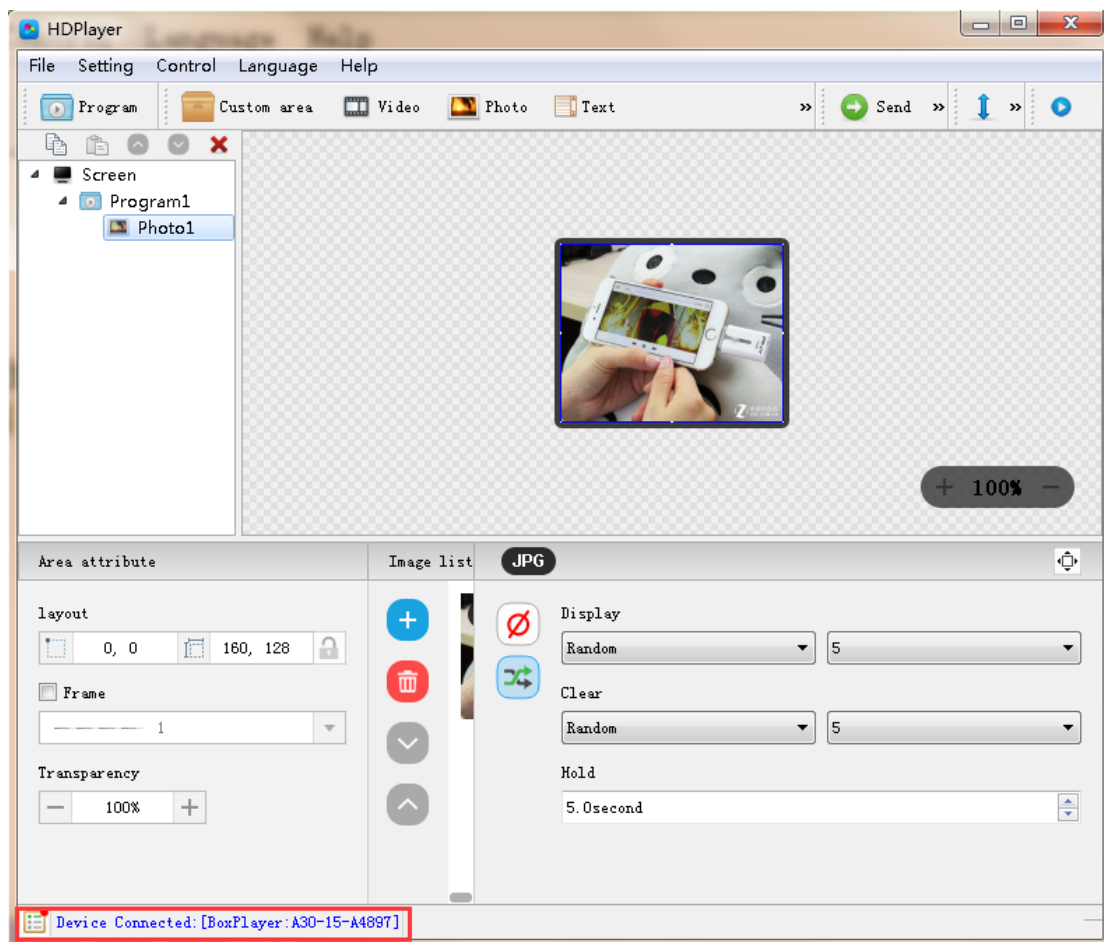 HDPlayer
File Setting Control Language Help
Program Custom area Video Photo Text » Send » »
Screen
Program1
Photo1
+ 100% −
Area attribute Image list JPG
layout
0, 0 160, 128
Display
Random 5
Frame
Clear
1
Random 5
Transparency
Hold
− 100% +
5.0second
Device Connected:[BoxPlayer:A30-15-A4897]